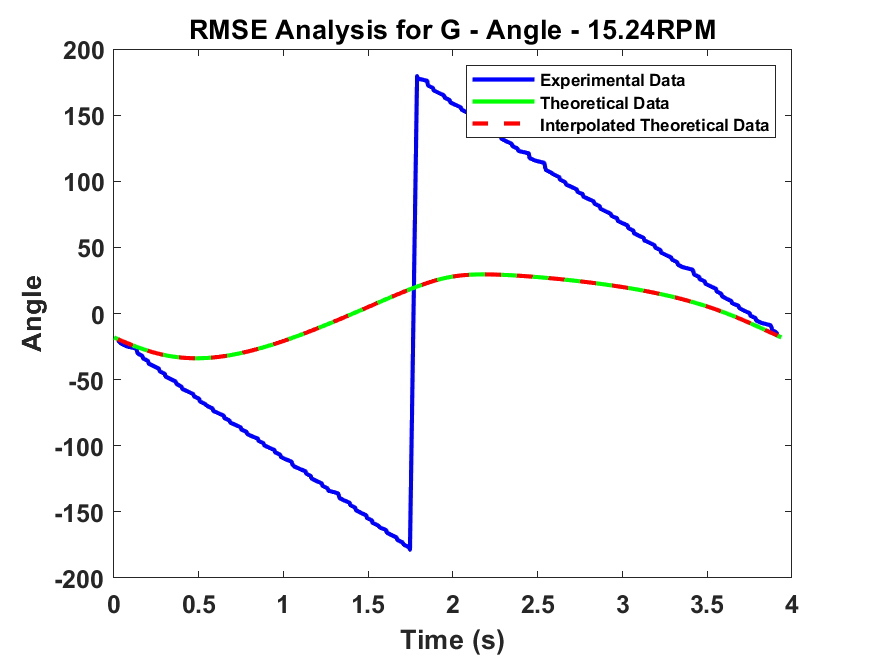 RMSE Analysis for G - Angle - 15.24RPM
200
150
100
50
0
-50
-100
-150
-200
Angle
Experimental Data
Theoretical Data
Interpolated Theoretical Data
0 0.5 1 1.5 2 2.5 3 3.5 4
Time (s)